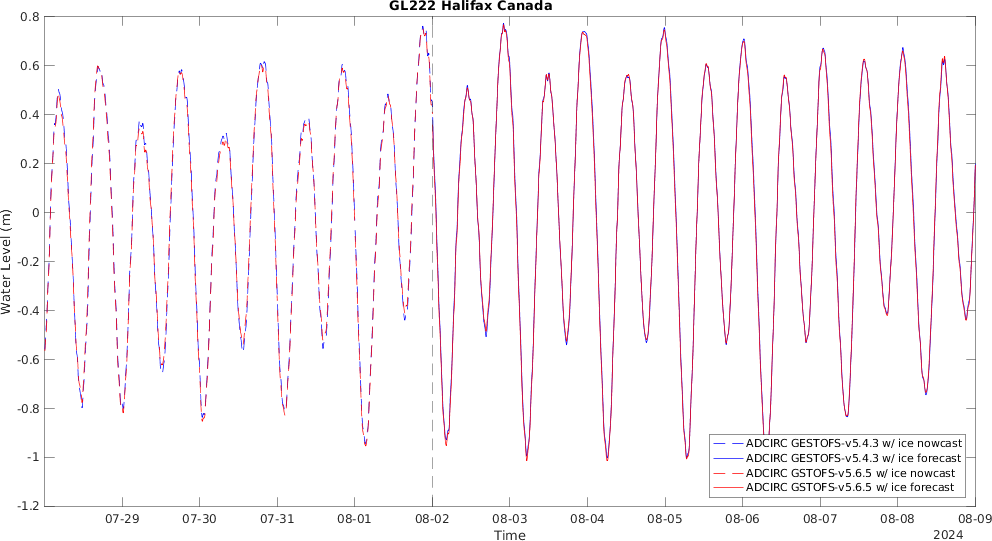 GL222 Halifax Canada
0.8
0.6
0.4
0.2
0
-0.2
-0.4
-0.6
-0.8
-1
-1.2
Water Level (m)
07-29 07-30 07-31 08-01 08-02 08-03 08-04 08-05 08-06 08-07 08-08 08-09
Time
2024
ADCIRC GESTOFS-v5.4.3 w/ ice nowcast
ADCIRC GESTOFS-v5.4.3 w/ ice forecast
ADCIRC GSTOFS-v5.6.5 w/ ice nowcast
ADCIRC GSTOFS-v5.6.5 w/ ice forecast